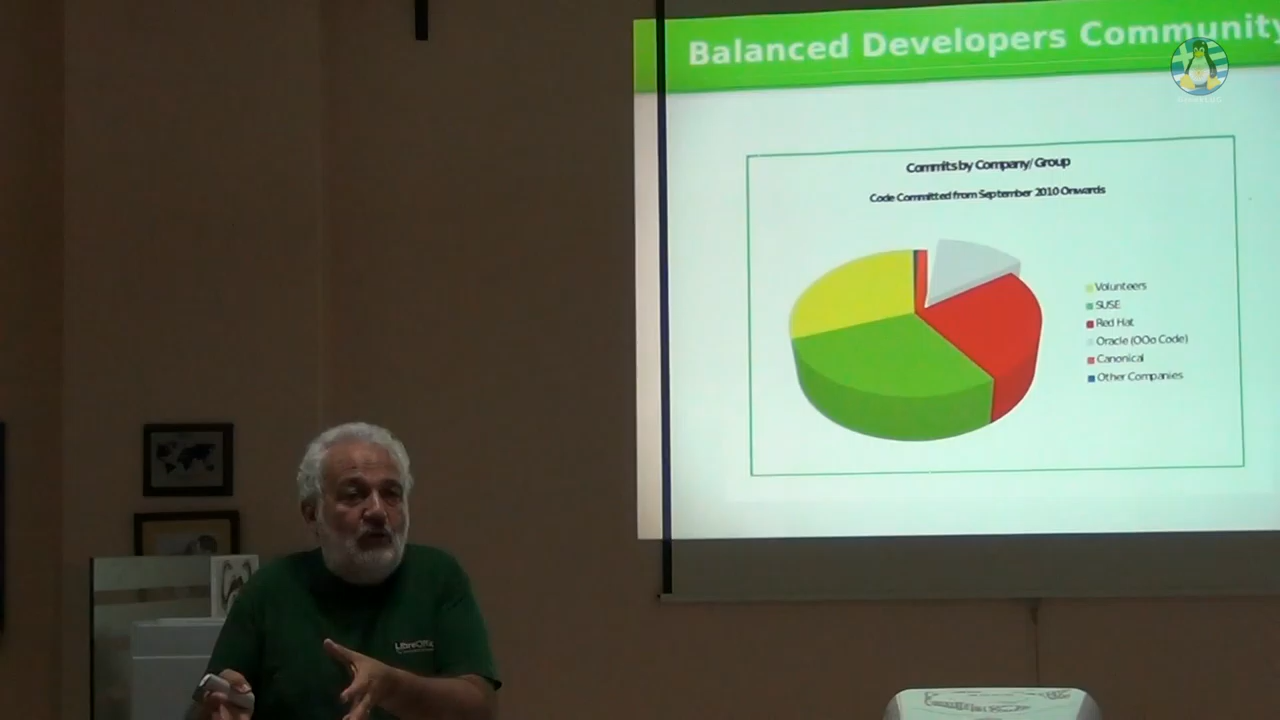 Balanced Developers Community
Commits by Company/ Group
Code Committed from September 2010 Onwards
Volunteers
SUSE
Red Hat
Oracle (OOo Code)
Canonical
Other Companies
LibreOffice